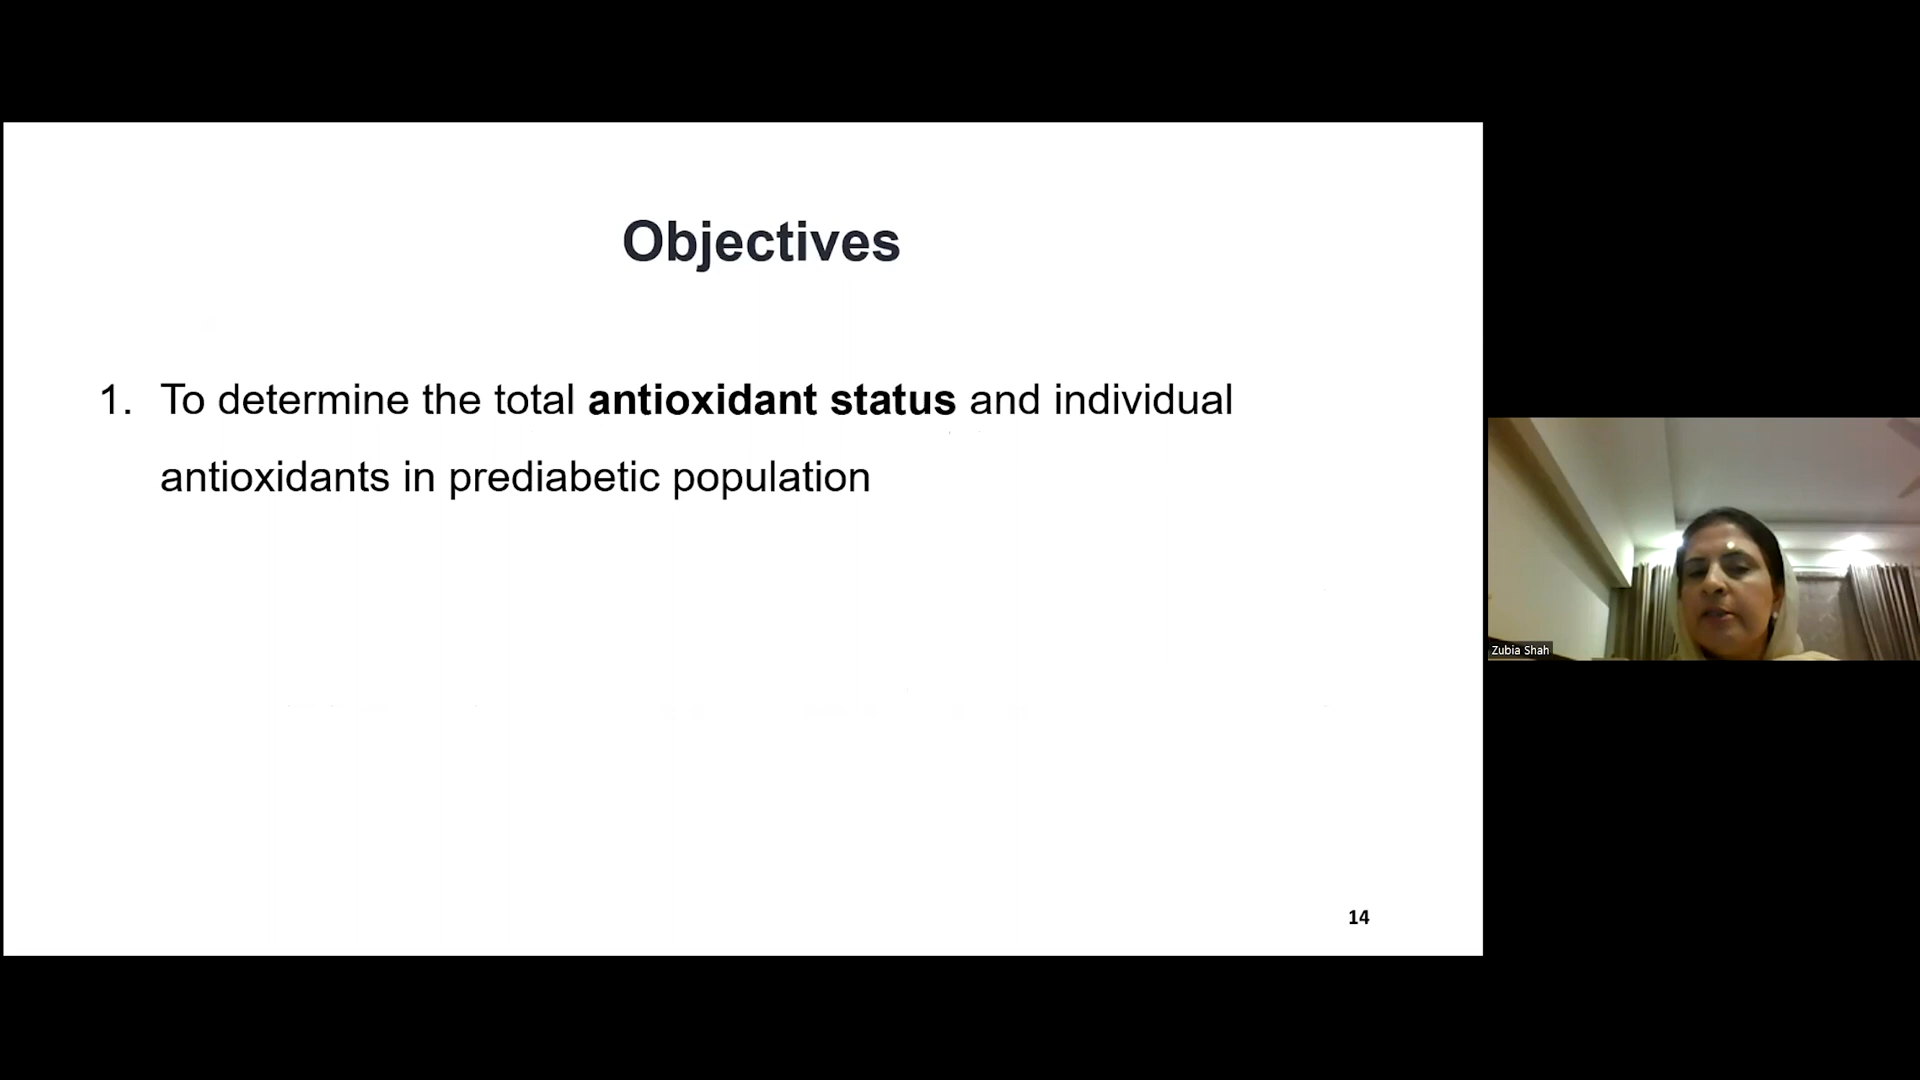 Objectives
1. To determine the total antioxidant status and individual
antioxidants in prediabetic population
Zubia Shah
14